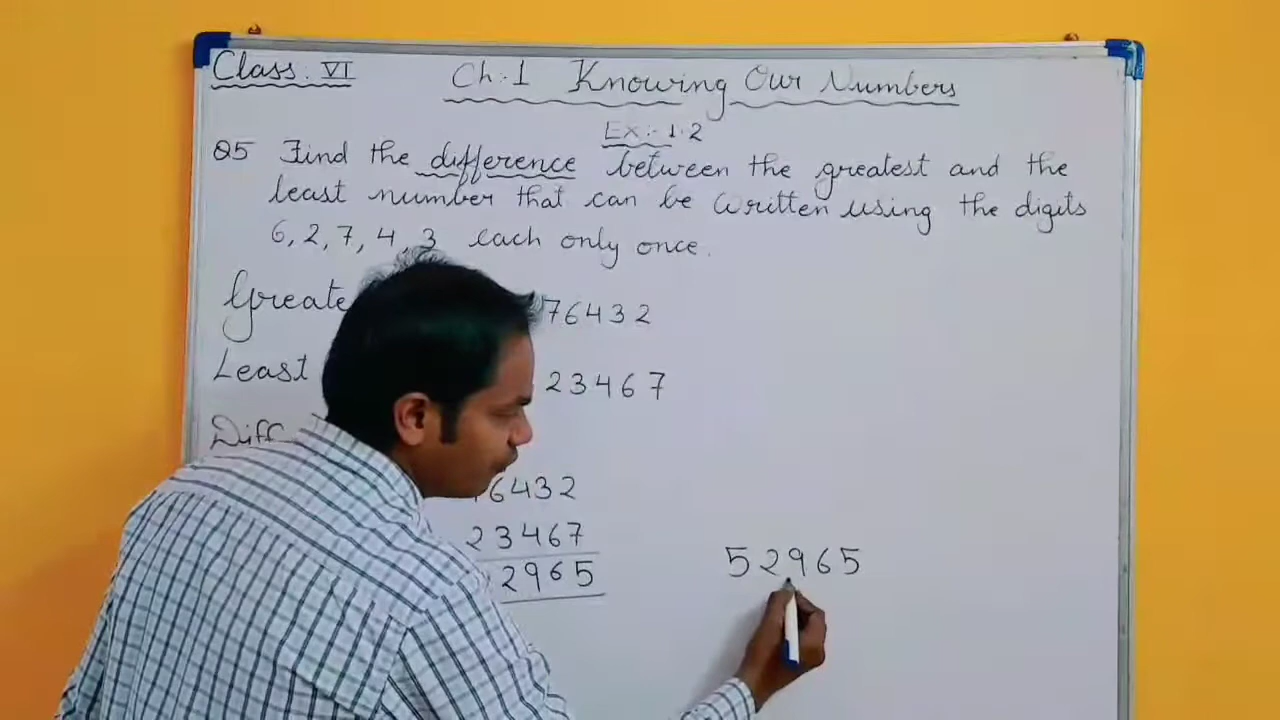 Class: VI
Ch:1 Knowing Our Numbers
Ex:- 1.2
Q5 Find the difference between the greatest and the
least number that can be written using the digits
6, 2, 7, 4, 3 each only once.
Greate 76432
Least 23467
Diff
6432
23467
2965
52965